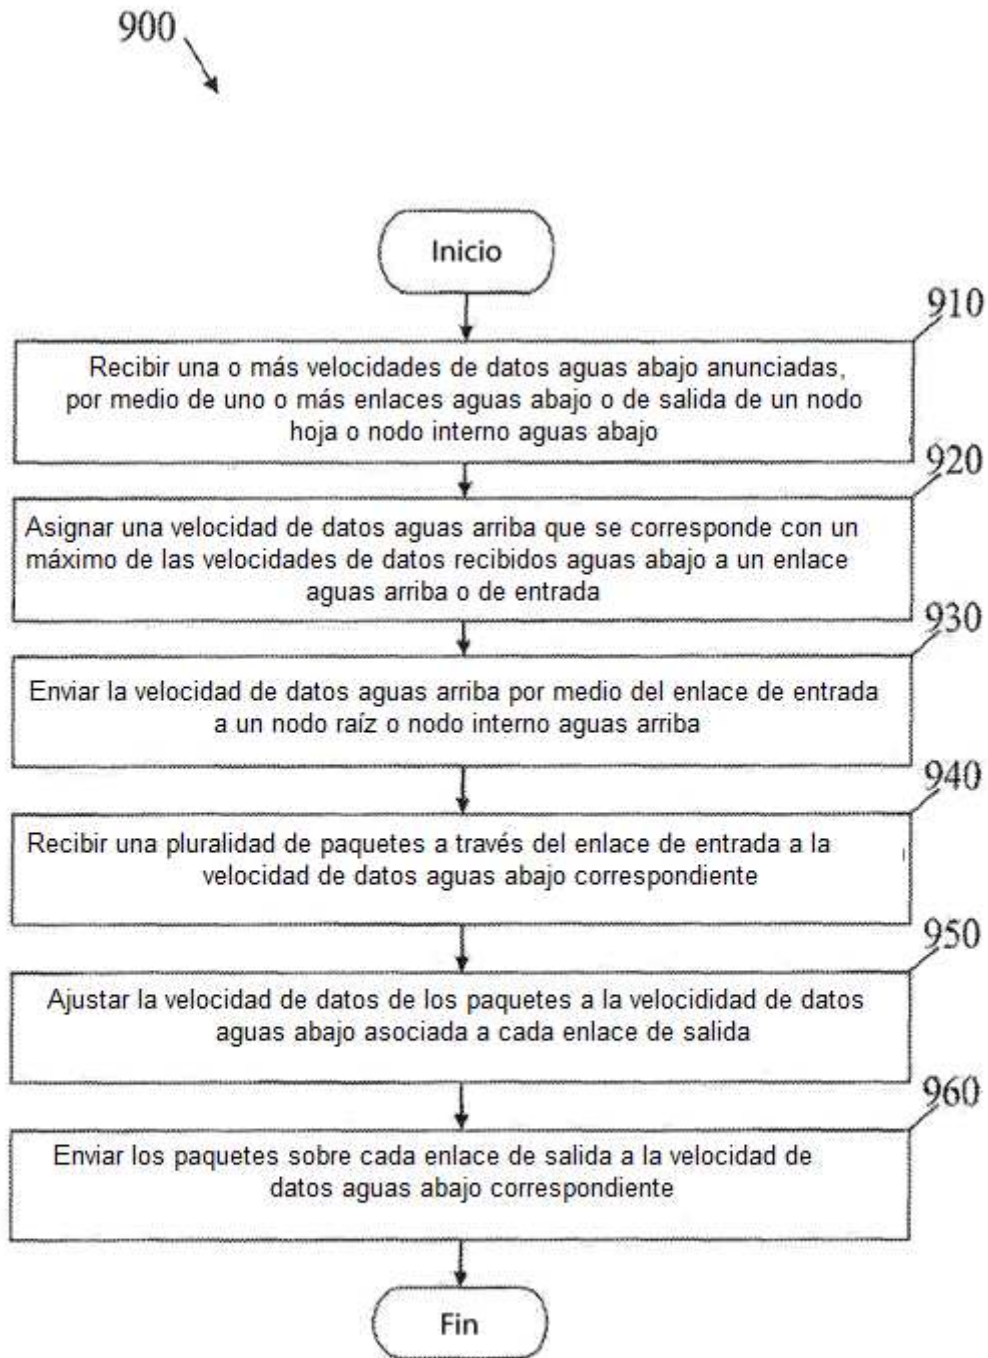 900
Inicio
910
Recibir una o más velocidades de datos aguas abajo anunciadas,
por medio de uno o más enlaces aguas abajo o de salida de un nodo
hoja o nodo interno aguas abajo
920
Asignar una velocidad de datos aguas arriba que se corresponde con un
máximo de las velocidades de datos recibidos aguas abajo a un enlace
aguas arriba o de entrada
930
Enviar la velocidad de datos aguas arriba por medio del enlace de entrada
a un nodo raíz o nodo interno aguas arriba
940
Recibir una pluralidad de paquetes a través del enlace de entrada a la
velocidad de datos aguas abajo correspondiente
950
Ajustar la velocidad de datos de los paquetes a la velocididad de datos
aguas abajo asociada a cada enlace de salida
960
Enviar los paquetes sobre cada enlace de salida a la velocidad de
datos aguas abajo correspondiente
Fin